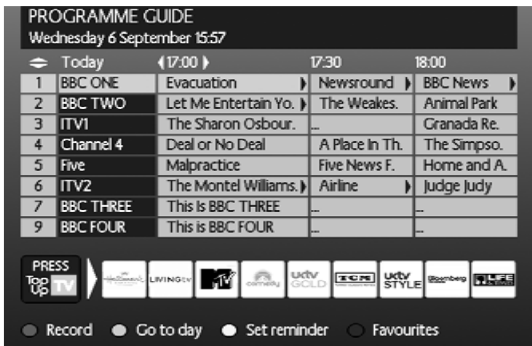 PROGRAMME GUIDE
Wednesday 6 September 15:57
Today (17:00) 17:30 18:00
1 BBC ONE Evacuation Newsround BBC News
2 BBC TWO Let Me Entertain Yo. The Weakes. Animal Park
3 ITV1 The Sharon Osbour. ... Granada Re.
4 Channel 4 Deal or No Deal A Place In Th. The Simpso.
5 Five Malpractice Five News F. Home and A.
6 ITV2 The Montel Williams. Airline Judge Judy
7 BBC THREE This is BBC THREE ... ...
9 BBC FOUR This is BBC FOUR ... ...
PRESS
Top Up TV LIVINGtv MTV comedy uktv GOLD TCM uktv STYLE Bloomberg
Record Go to day Set reminder Favourites